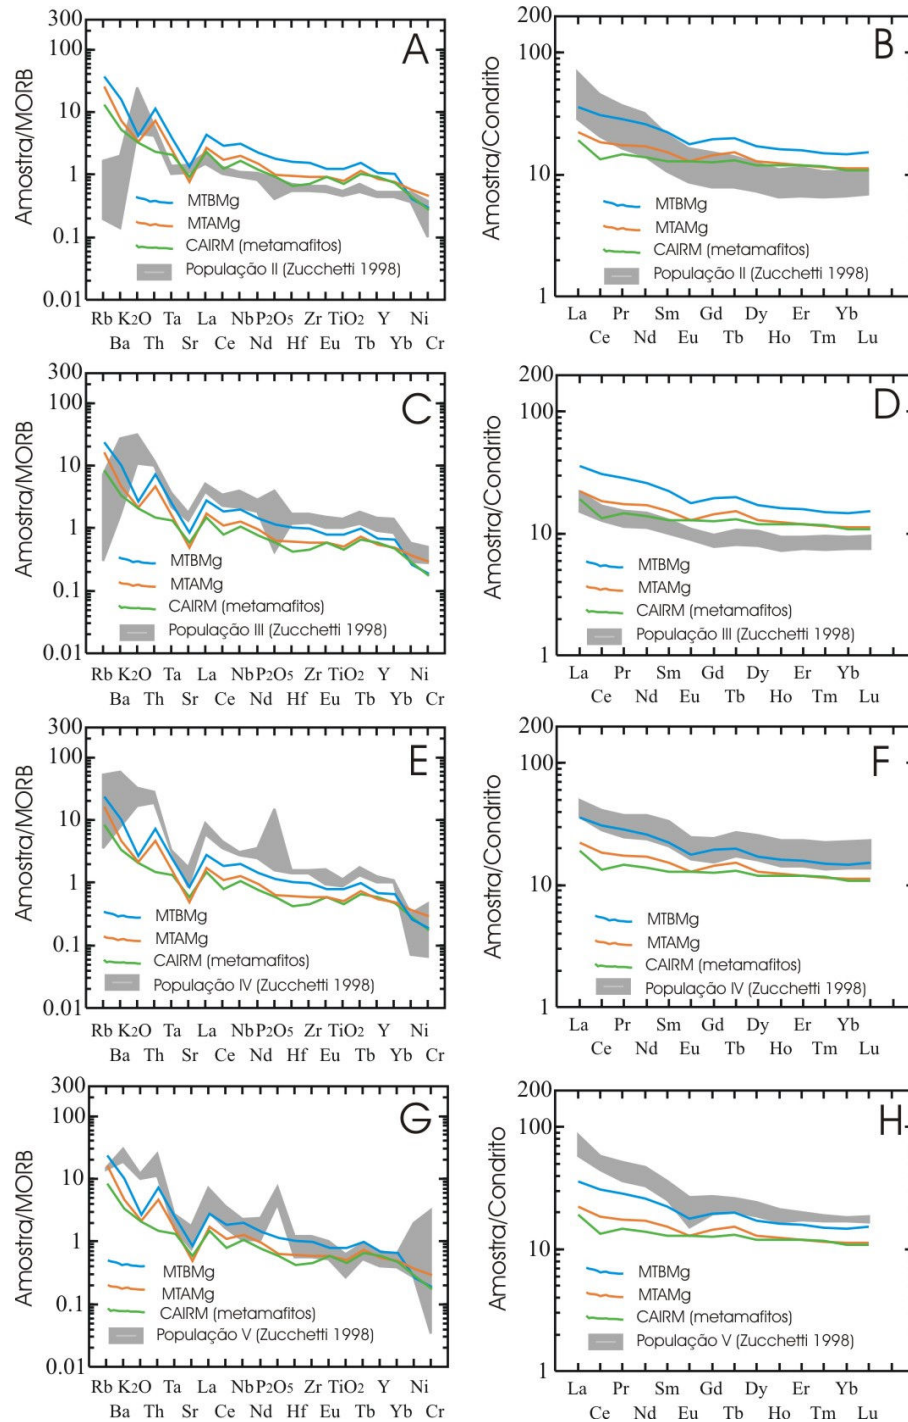 A
Amostra/MORB
300
100
10
1
0.1
0.01
MTBMg
MTAMg
CAIRM (metamafitos)
População II (Zucchetti 1998)
Rb K2O Ta La Nb P2O5 Zr TiO2 Y Ni
Ba Th Sr Ce Nd Hf Eu Tb Yb Cr
B
Amostra/Condrito
200
100
10
1
MTBMg
MTAMg
CAIRM (metamafitos)
População II (Zucchetti 1998)
La Pr Sm Gd Dy Er Yb
Ce Nd Eu Tb Ho Tm Lu
C
Amostra/MORB
300
100
10
1
0.1
0.01
MTBMg
MTAMg
CAIRM (metamafitos)
População III (Zucchetti 1998)
Rb K2O Ta La Nb P2O5 Zr TiO2 Y Ni
Ba Th Sr Ce Nd Hf Eu Tb Yb Cr
D
Amostra/Condrito
200
100
10
1
MTBMg
MTAMg
CAIRM (metamafitos)
População III (Zucchetti 1998)
La Pr Sm Gd Dy Er Yb
Ce Nd Eu Tb Ho Tm Lu
E
Amostra/MORB
300
100
10
1
0.1
0.01
MTBMg
MTAMg
CAIRM (metamafitos)
População IV (Zucchetti 1998)
Rb K2O Ta La Nb P2O5 Zr TiO2 Y Ni
Ba Th Sr Ce Nd Hf Eu Tb Yb Cr
F
Amostra/Condrito
200
100
10
1
MTBMg
MTAMg
CAIRM (metamafitos)
População IV (Zucchetti 1998)
La Pr Sm Gd Dy Er Yb
Ce Nd Eu Tb Ho Tm Lu
G
Amostra/MORB
300
100
10
1
0.1
0.01
MTBMg
MTAMg
CAIRM (metamafitos)
População V (Zucchetti 1998)
Rb K2O Ta La Nb P2O5 Zr TiO2 Y Ni
Ba Th Sr Ce Nd Hf Eu Tb Yb Cr
H
Amostra/Condrito
200
100
10
1
MTBMg
MTAMg
CAIRM (metamafitos)
População V (Zucchetti 1998)
La Pr Sm Gd Dy Er Yb
Ce Nd Eu Tb Ho Tm Lu